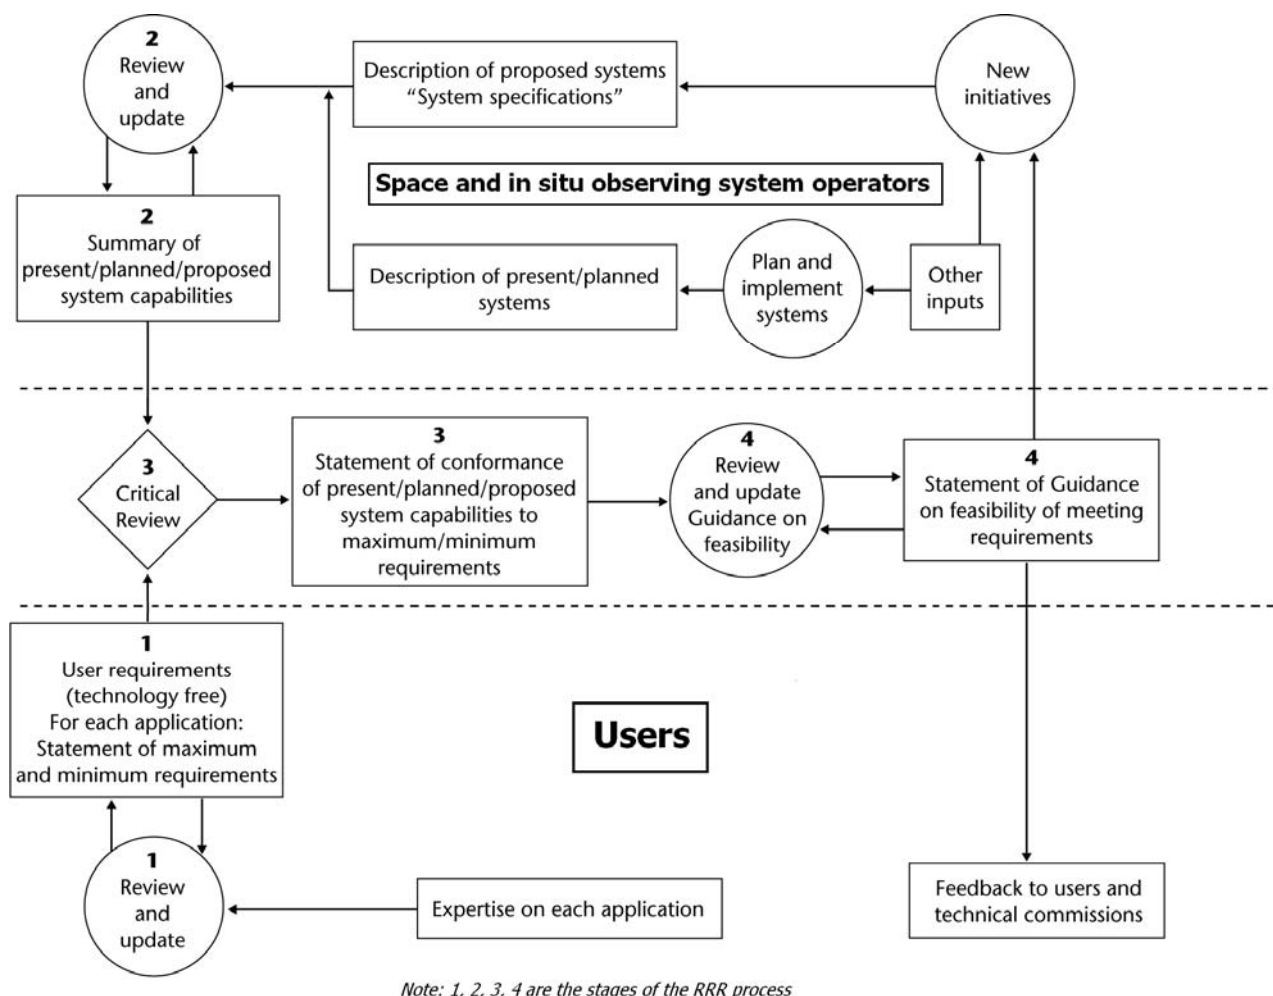 2
Review
and
update
Description of proposed systems
“System specifications”
New
initiatives
Space and in situ observing system operators
2
Summary of
present/planned/proposed
system capabilities
Description of present/planned
systems
Plan and
implement
systems
Other
inputs
3
Critical
Review
3
Statement of conformance
of present/planned/proposed
system capabilities to
maximum/minimum
requirements
4
Review
and update
Guidance on
feasibility
4
Statement of Guidance
on feasibility of meeting
requirements
1
User requirements
(technology free)
For each application:
Statement of maximum
and minimum requirements
Users
1
Review
and
update
Expertise on each application
Feedback to users and
technical commissions
Note: 1, 2, 3, 4 are the stages of the RRR process